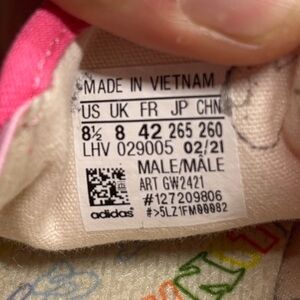 MADE IN VIETNAM
US UK FR JP CHN
8½ 8 42 265 260
LHV 029005 02/21
MALE/MÂLE
ART GW2421
#127209806
adidas #>5LZ1FM00082